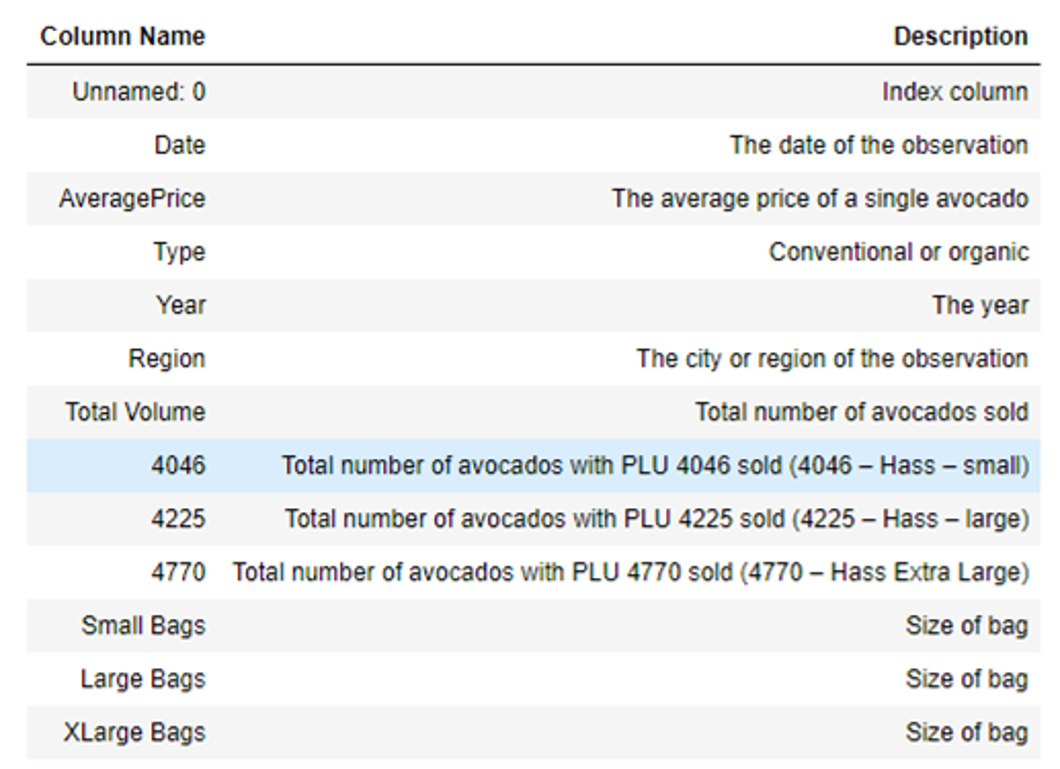 Column Name Description
Unnamed: 0 Index column
Date The date of the observation
AveragePrice The average price of a single avocado
Type Conventional or organic
Year The year
Region The city or region of the observation
Total Volume Total number of avocados sold
4046 Total number of avocados with PLU 4046 sold (4046 – Hass – small)
4225 Total number of avocados with PLU 4225 sold (4225 – Hass – large)
4770 Total number of avocados with PLU 4770 sold (4770 – Hass Extra Large)
Small Bags Size of bag
Large Bags Size of bag
XLarge Bags Size of bag